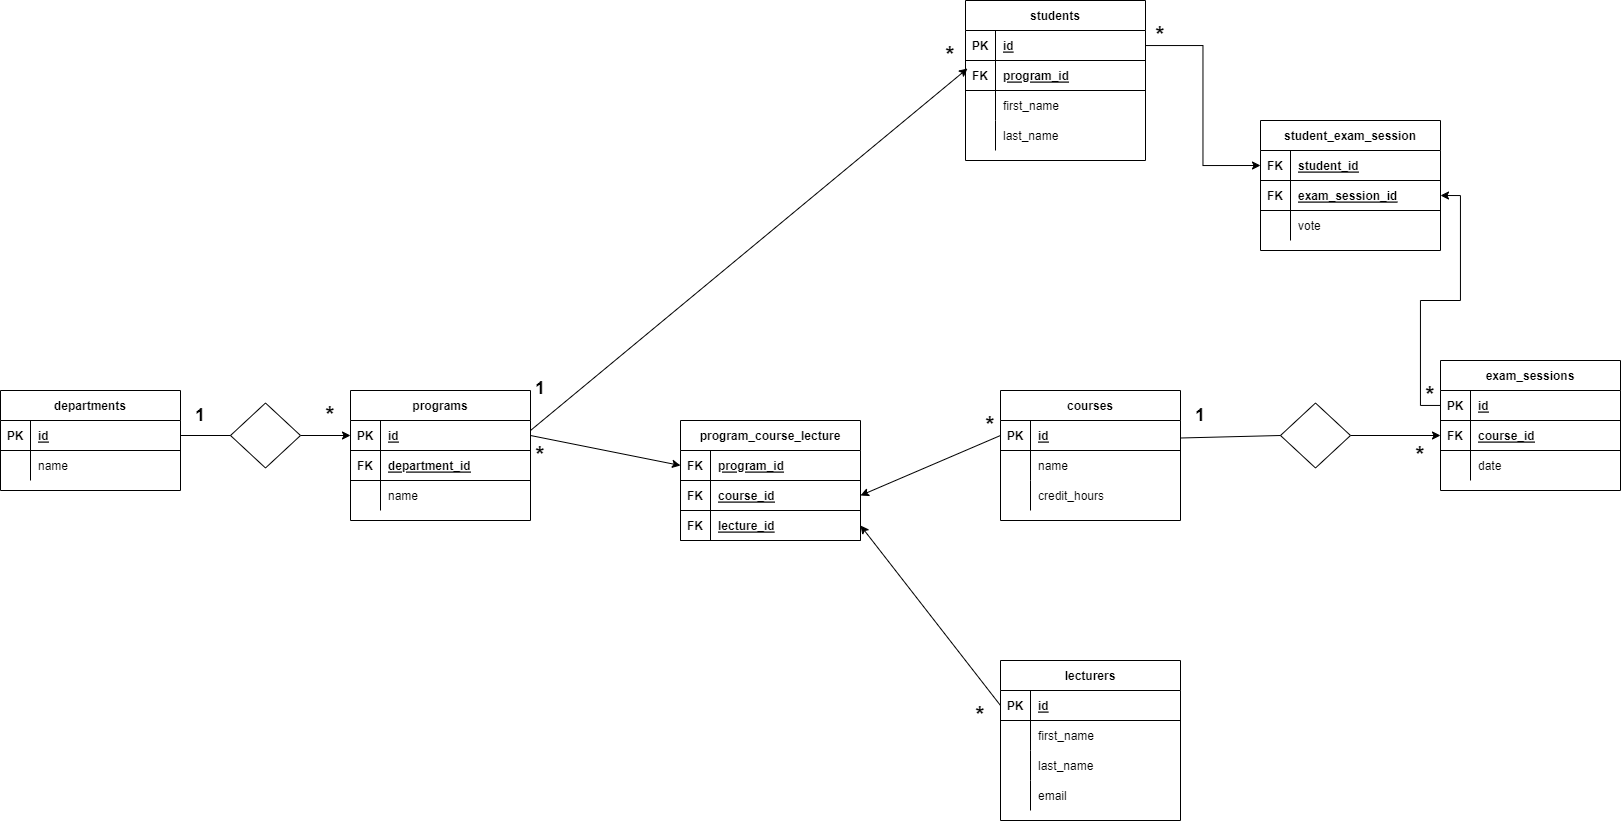 students
PK id
FK program_id
first_name
last_name
*
*
student_exam_session
FK student_id
FK exam_session_id
vote
departments
PK id
name
1
*
programs
PK id
FK department_id
name
1
*
program_course_lecture
FK program_id
FK course_id
FK lecture_id
*
courses
PK id
name
credit_hours
1
*
*
exam_sessions
PK id
FK course_id
date
lecturers
PK id
first_name
last_name
email
*